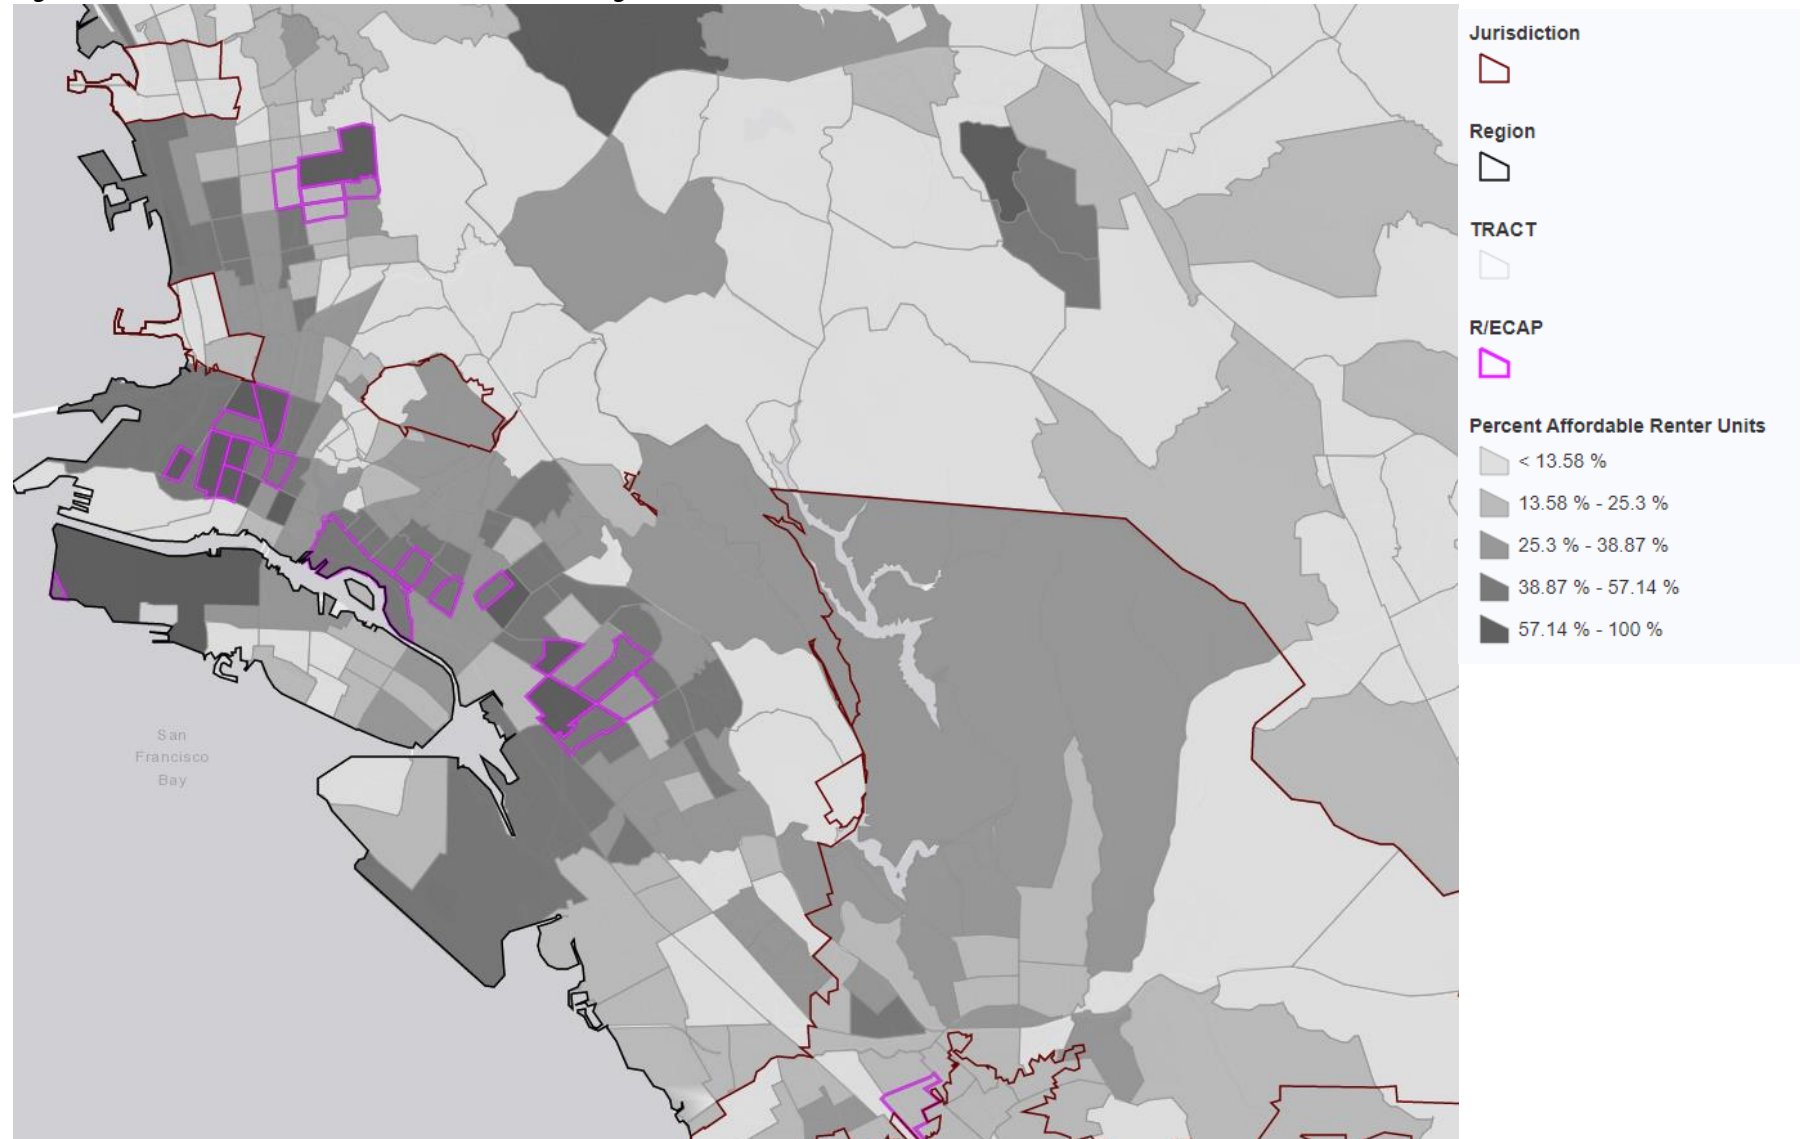 San
Francisco
Bay
Jurisdiction
Region
TRACT
R/ECAP
Percent Affordable Renter Units
< 13.58 %
13.58 % - 25.3 %
25.3 % - 38.87 %
38.87 % - 57.14 %
57.14 % - 100 %